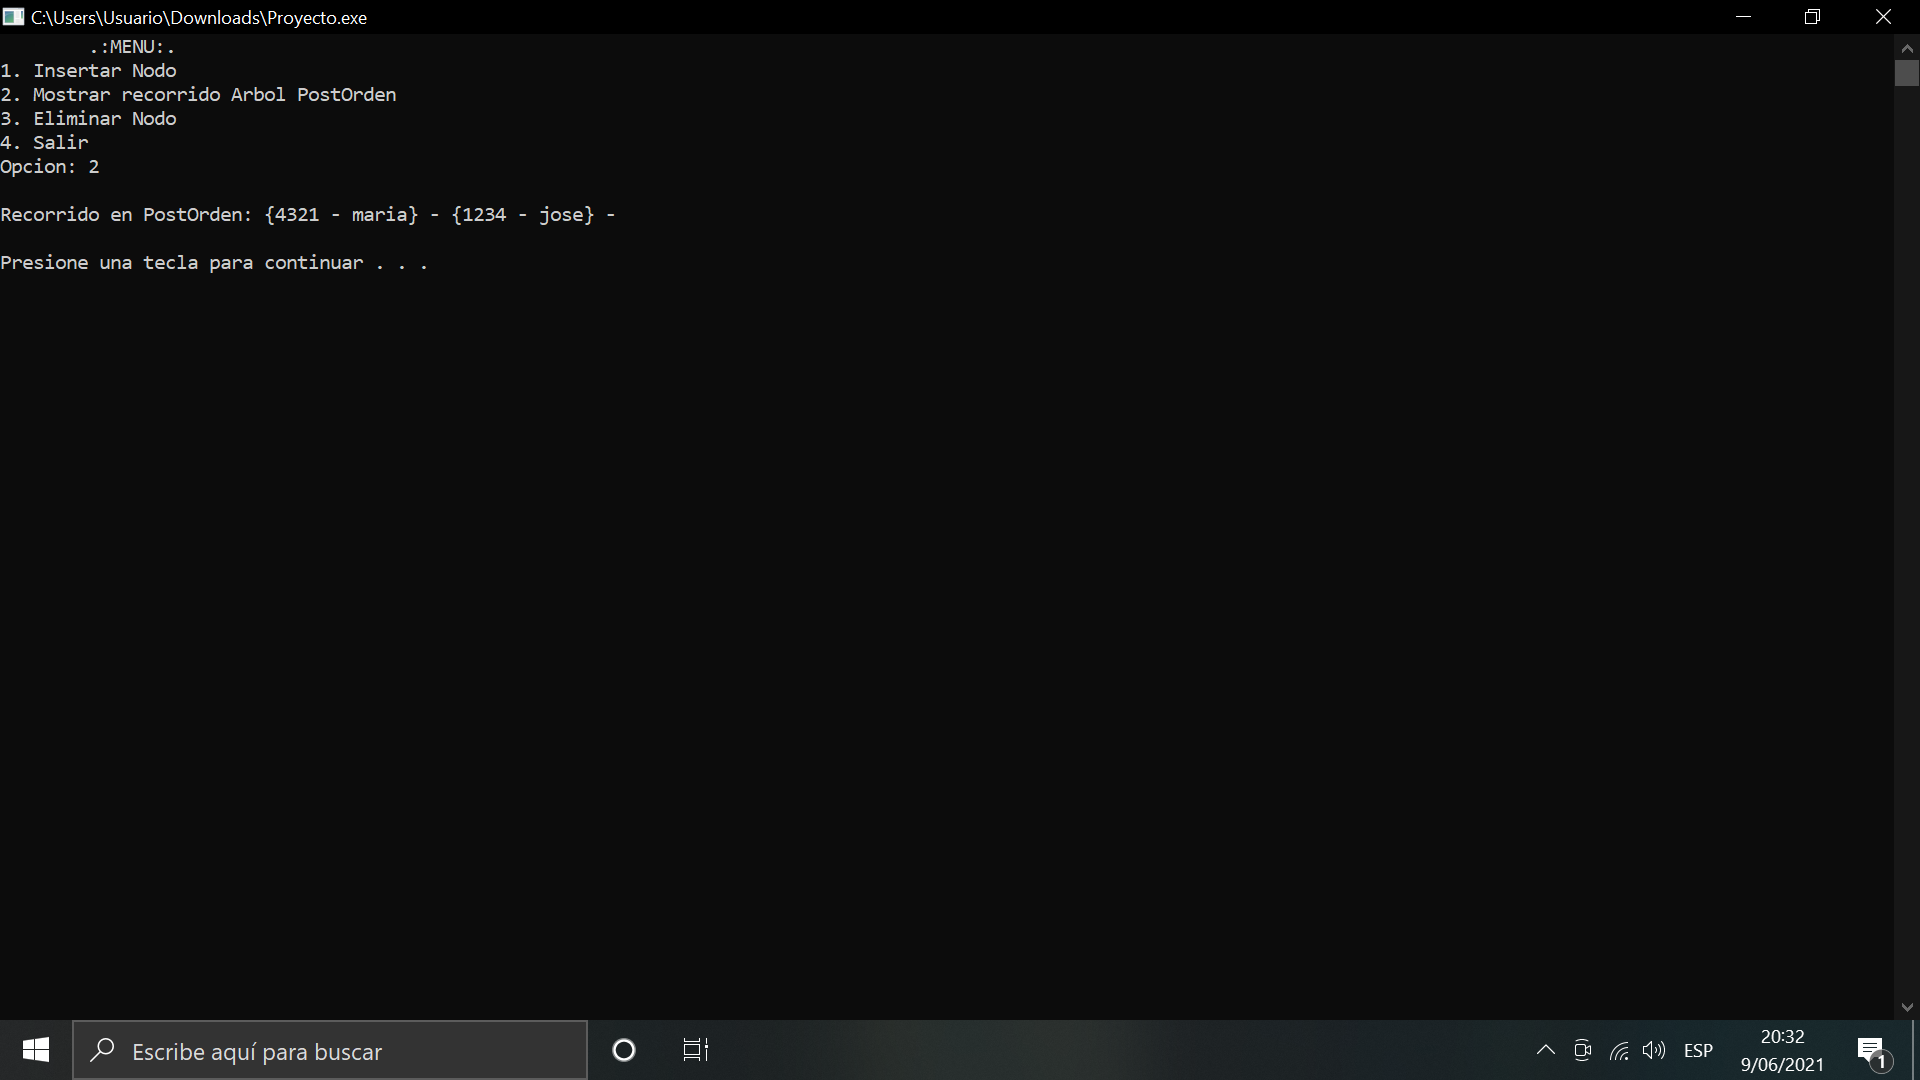 C:\Users\Usuario\Downloads\Proyecto.exe
.:MENU:.
1. Insertar Nodo
2. Mostrar recorrido Arbol PostOrden
3. Eliminar Nodo
4. Salir
Opcion: 2
Recorrido en PostOrden: {4321 - maria} - {1234 - jose} -
Presione una tecla para continuar . . .
Escribe aquí para buscar
ESP
20:32
9/06/2021
1